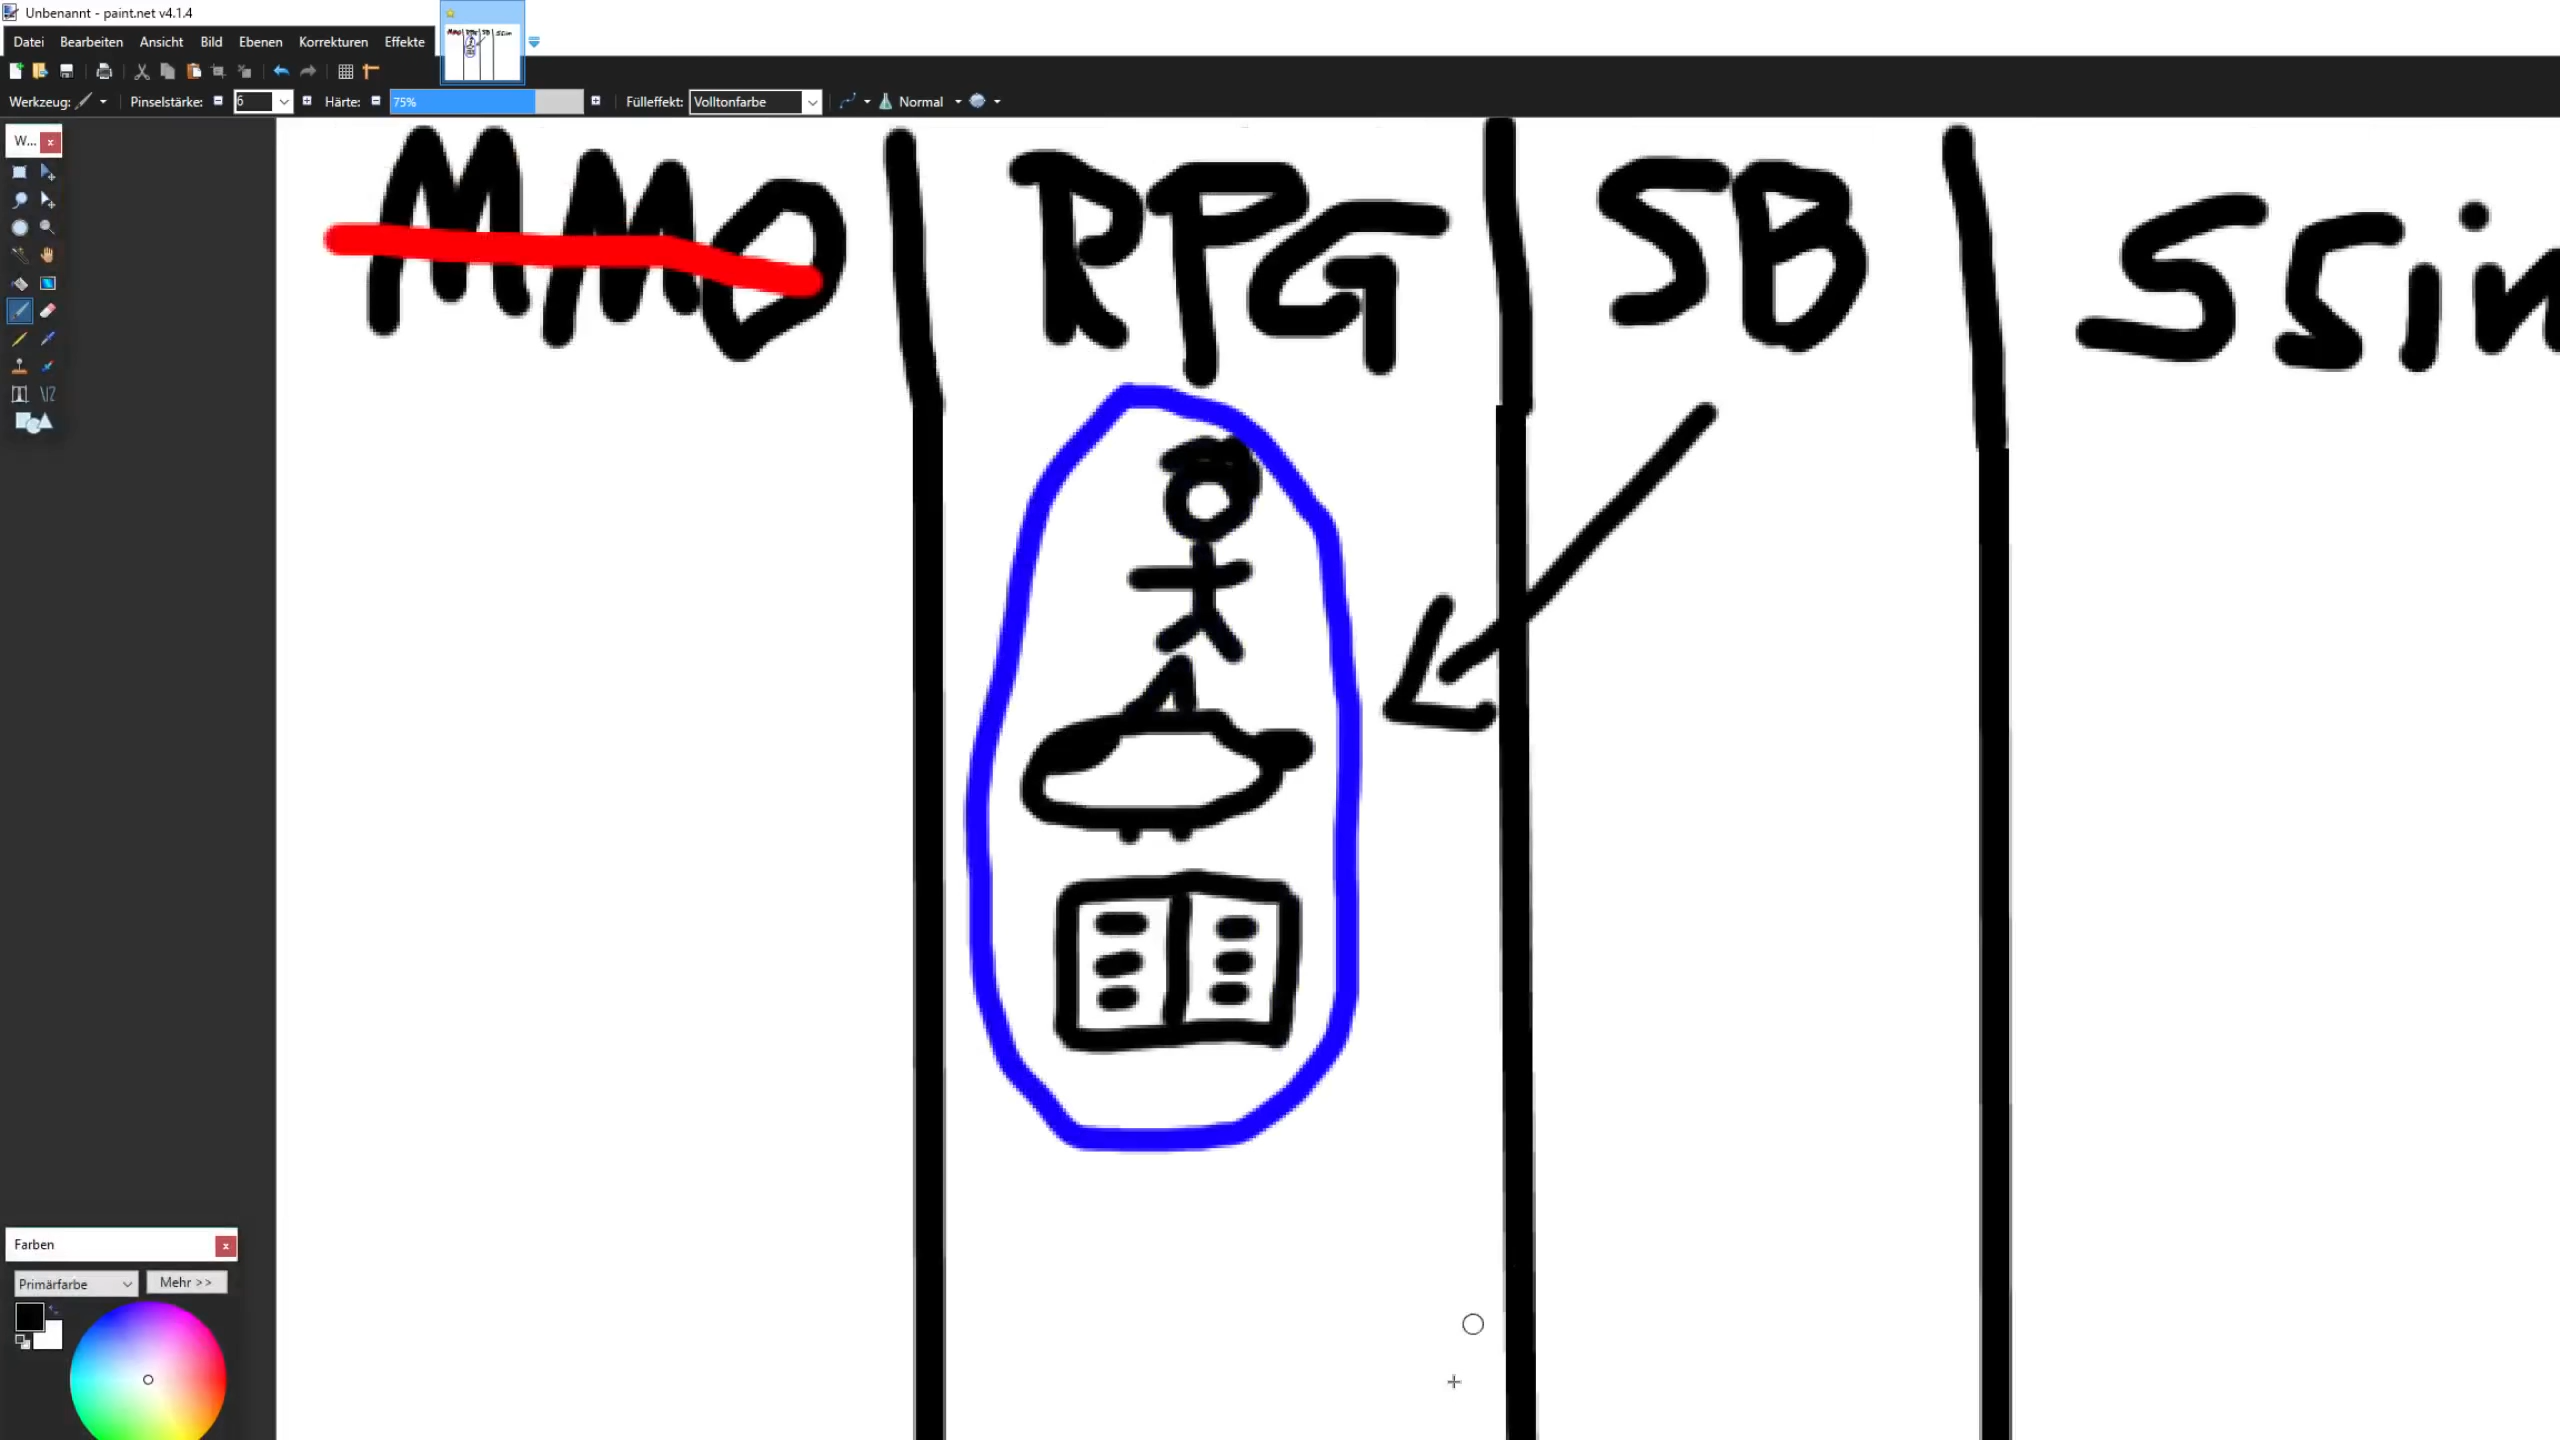 Unbenannt - paint.net v4.1.4
Datei Bearbeiten Ansicht Bild Ebenen Korrekturen Effekte
Werkzeug: Pinselstärke: 6 Härte: 75% Fülleffekt: Volltonfarbe Normal
W...
MMO RPG SB SSim
Farben
Primärfarbe Mehr >>